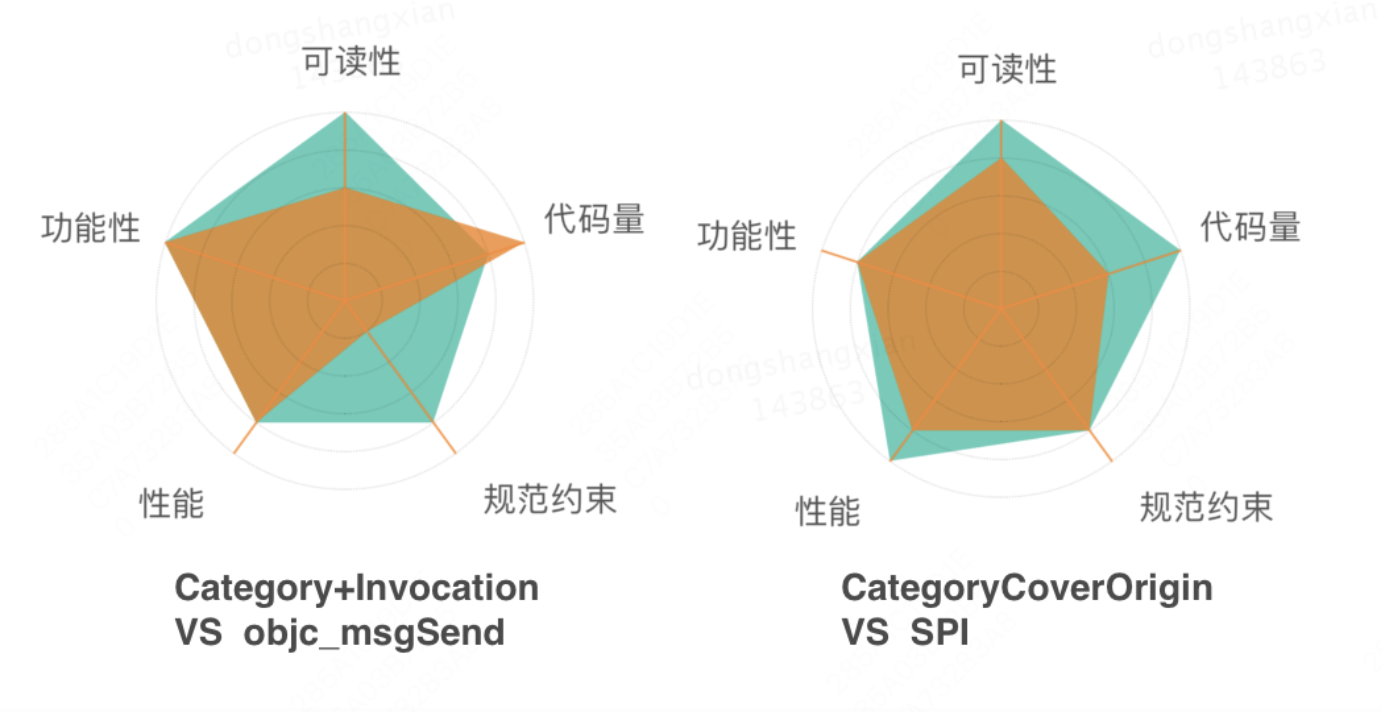 dongshangxian
dongshangxian
143863
可读性
可读性
代码量
功能性
代码量
功能性
dongshangxian
143863
性能
规范约束
性能
规范约束
Category+Invocation
VS objc_msgSend
CategoryCoverOrigin
VS SPI